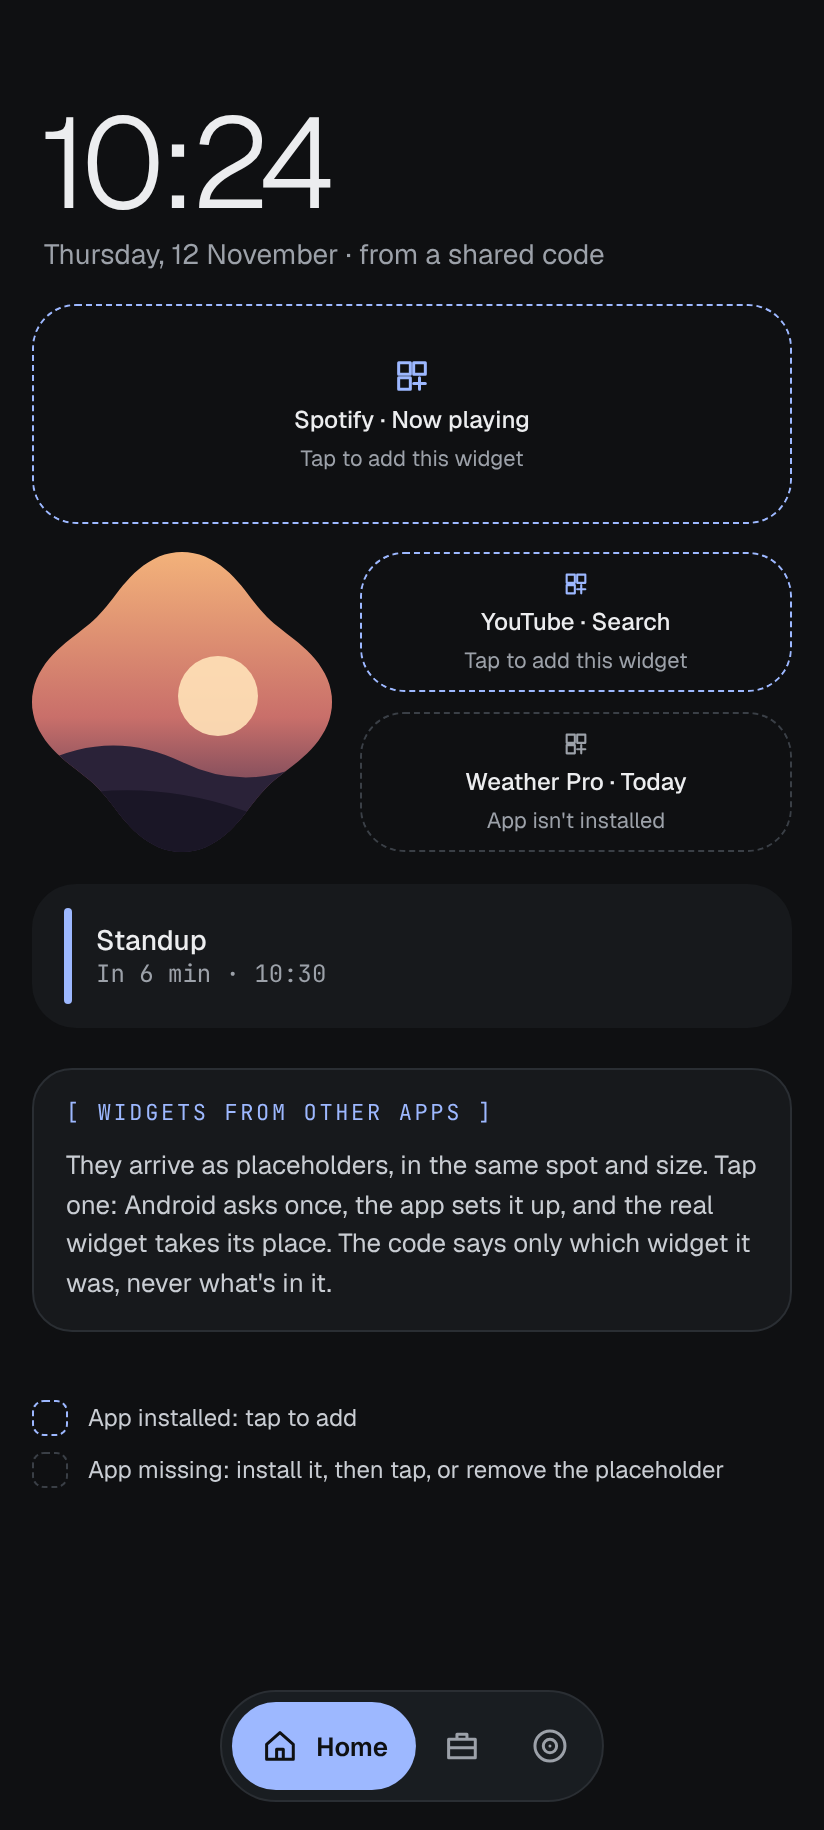 10:24
Thursday, 12 November · from a shared code
Spotify · Now playing
Tap to add this widget
YouTube · Search
Tap to add this widget
Weather Pro · Today
App isn't installed
Standup
In 6 min · 10:30
[ WIDGETS FROM OTHER APPS ]
They arrive as placeholders, in the same spot and size. Tap
one: Android asks once, the app sets it up, and the real
widget takes its place. The code says only which widget it
was, never what's in it.
App installed: tap to add
App missing: install it, then tap, or remove the placeholder
Home